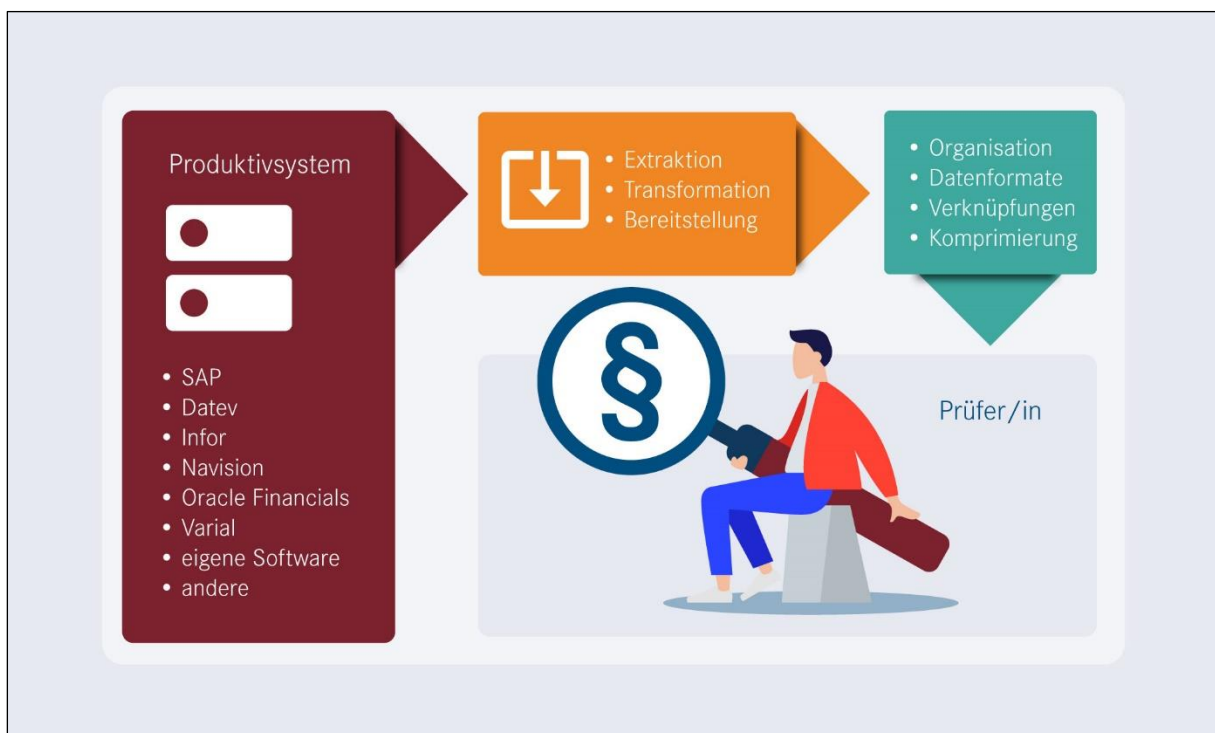 Produktivsystem
• SAP
• Datev
• Infor
• Navision
• Oracle Financials
• Varial
• eigene Software
• andere
• Extraktion
• Transformation
• Bereitstellung
• Organisation
• Datenformate
• Verknüpfungen
• Komprimierung
§
Prüfer/in